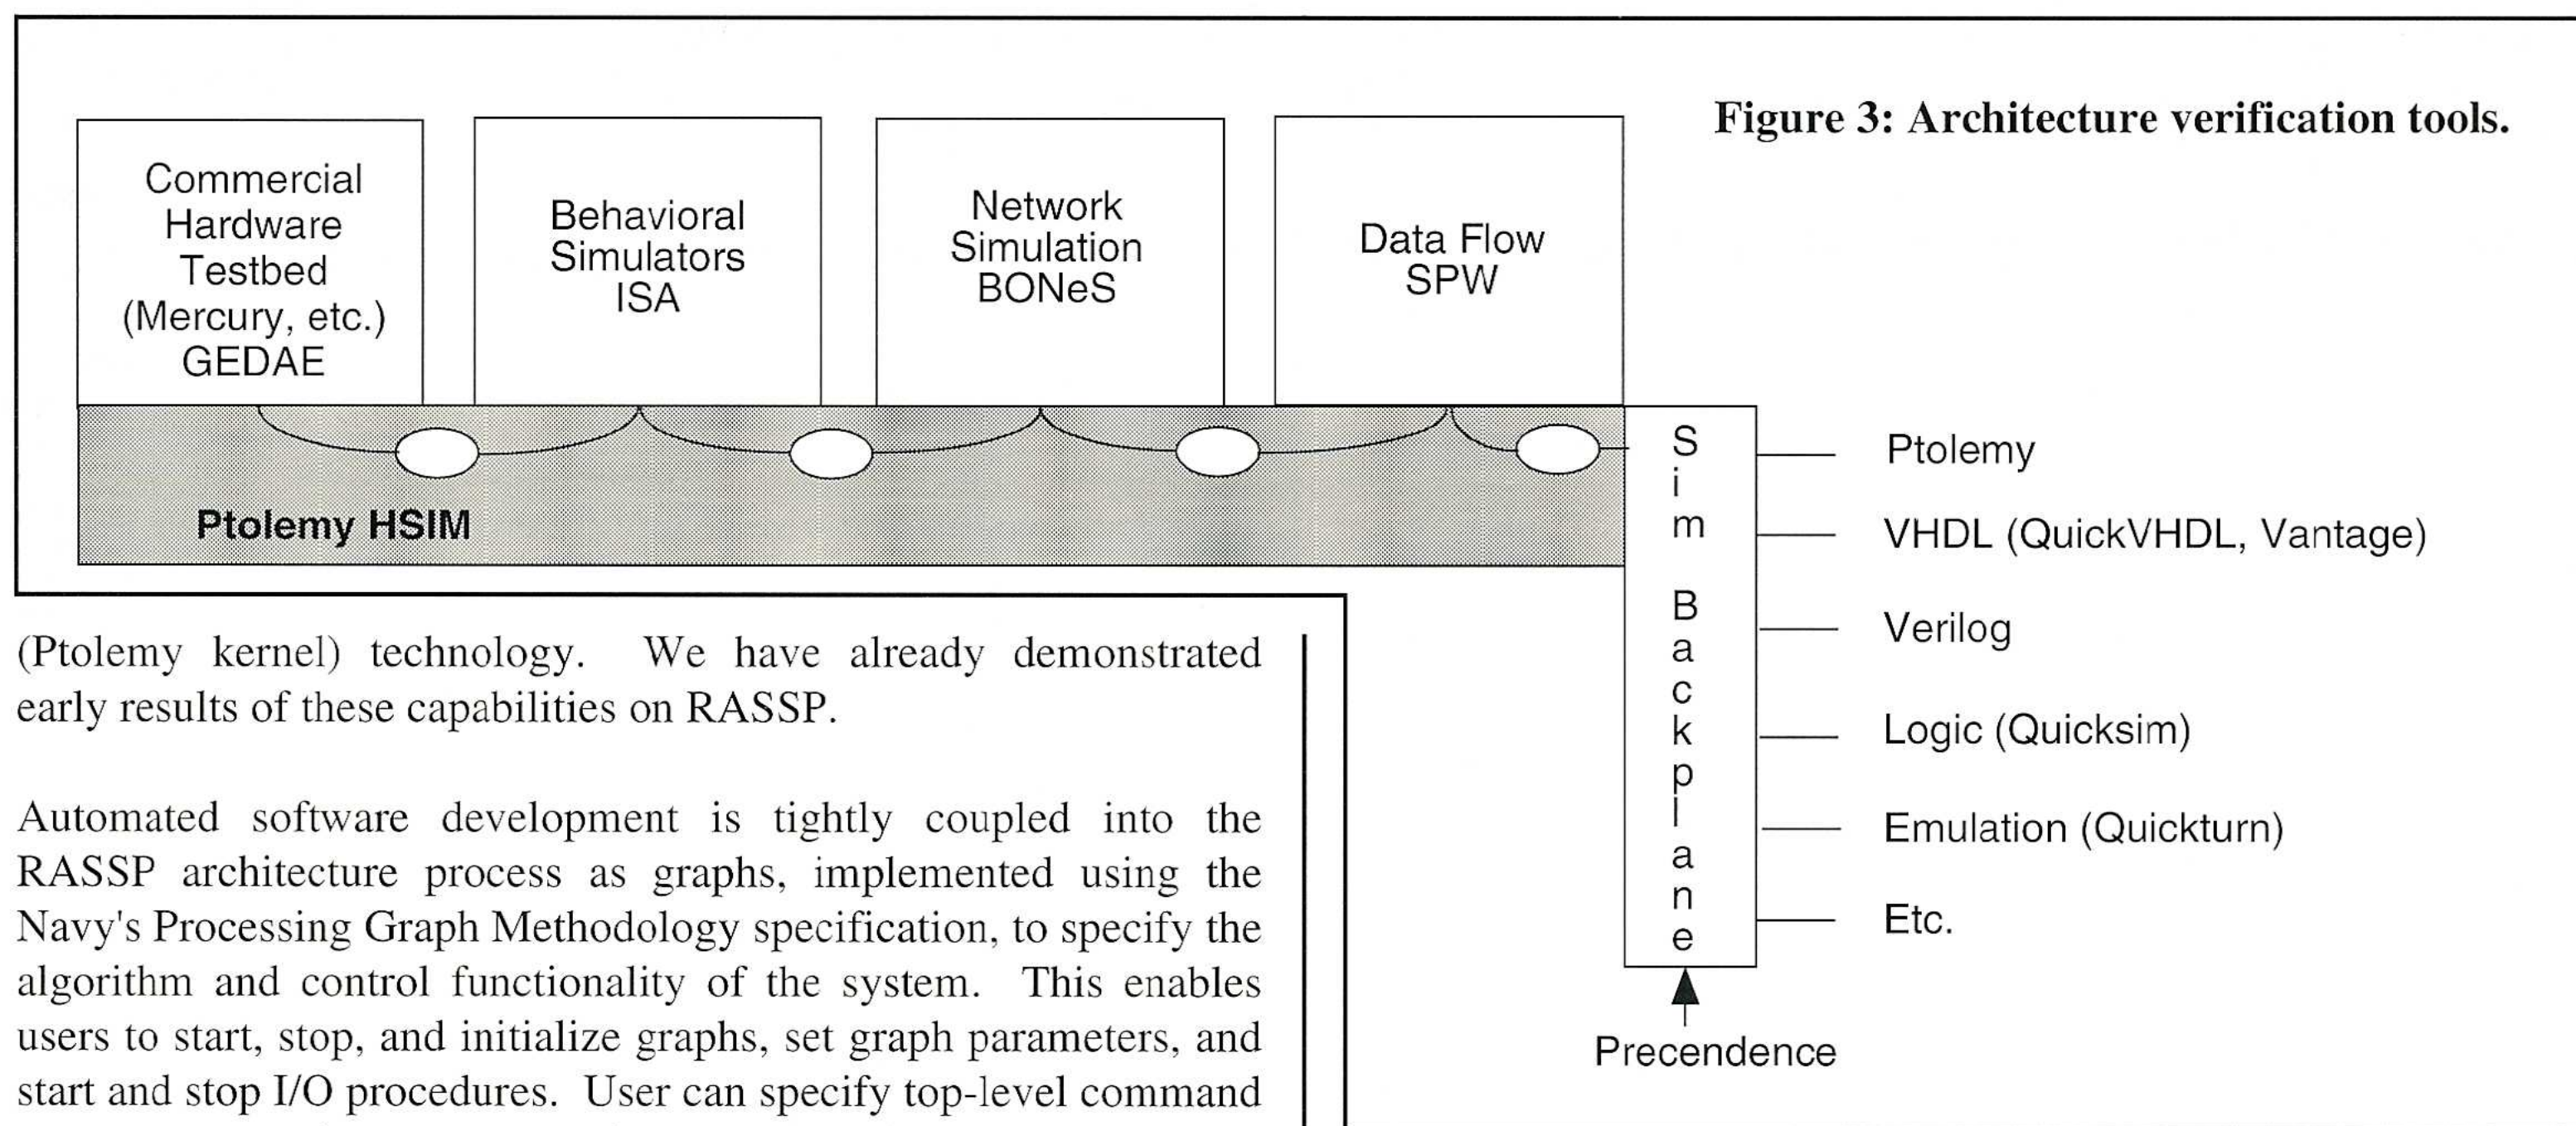 Figure 3: Architecture verification tools.
Commercial
Hardware
Testbed
(Mercury, etc.)
GEDAE
Behavioral
Simulators
ISA
Network
Simulation
BONeS
Data Flow
SPW
Ptolemy HSIM
Sim Backplane
Ptolemy
VHDL (QuickVHDL, Vantage)
Verilog
Logic (Quicksim)
Emulation (Quickturn)
Etc.
Precendence
(Ptolemy kernel) technology. We have already demonstrated
early results of these capabilities on RASSP.
Automated software development is tightly coupled into the
RASSP architecture process as graphs, implemented using the
Navy's Processing Graph Methodology specification, to specify the
algorithm and control functionality of the system. This enables
users to start, stop, and initialize graphs, set graph parameters, and
start and stop I/O procedures. User can specify top-level command